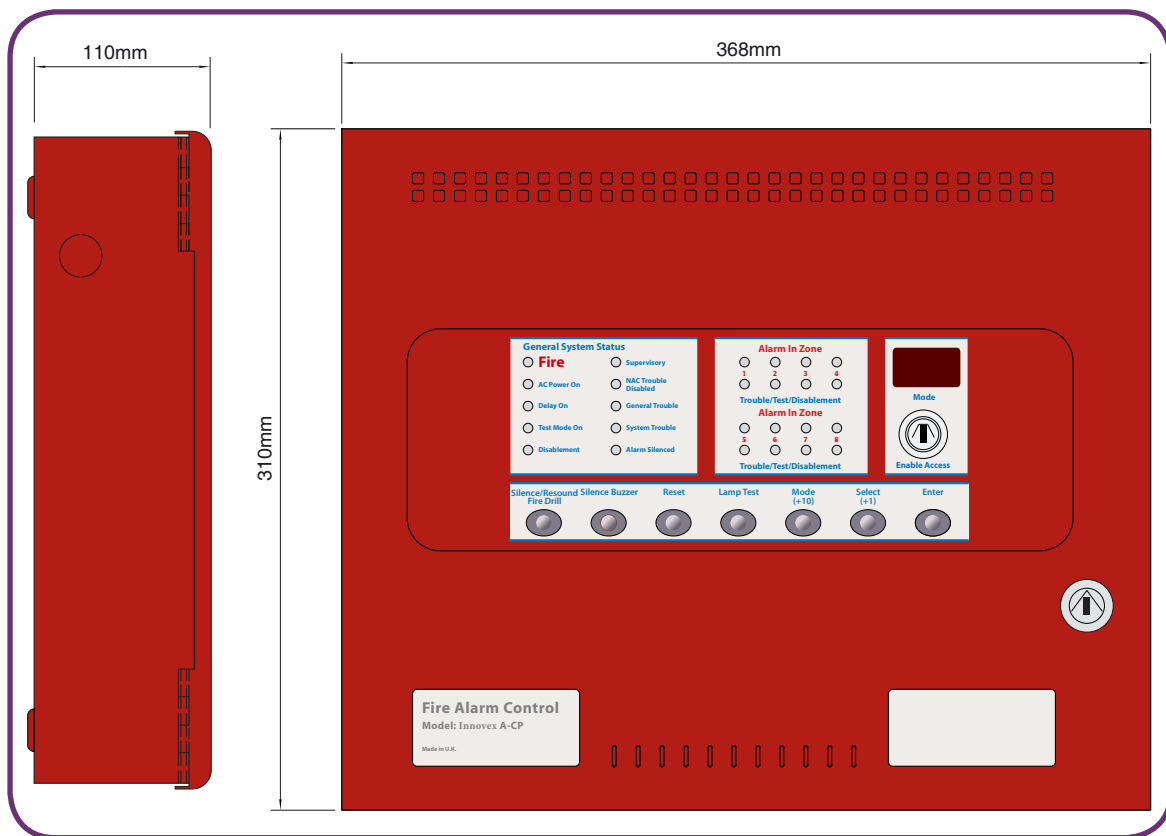 110mm
368mm
310mm
General System Status
Fire
Supervisory
AC Power On
NAC Trouble
Disabled
Delay On
General Trouble
Test Mode On
System Trouble
Disablement
Alarm Silenced
Alarm In Zone
1 2 3 4
Trouble/Test/Disablement
Alarm In Zone
5 6 7 8
Trouble/Test/Disablement
Mode
Enable Access
Silence/Resound
Fire Drill
Silence Buzzer
Reset
Lamp Test
Mode
(+10)
Select
(+1)
Enter
Fire Alarm Control
Model: Innovex A-CP
Made in U.K.